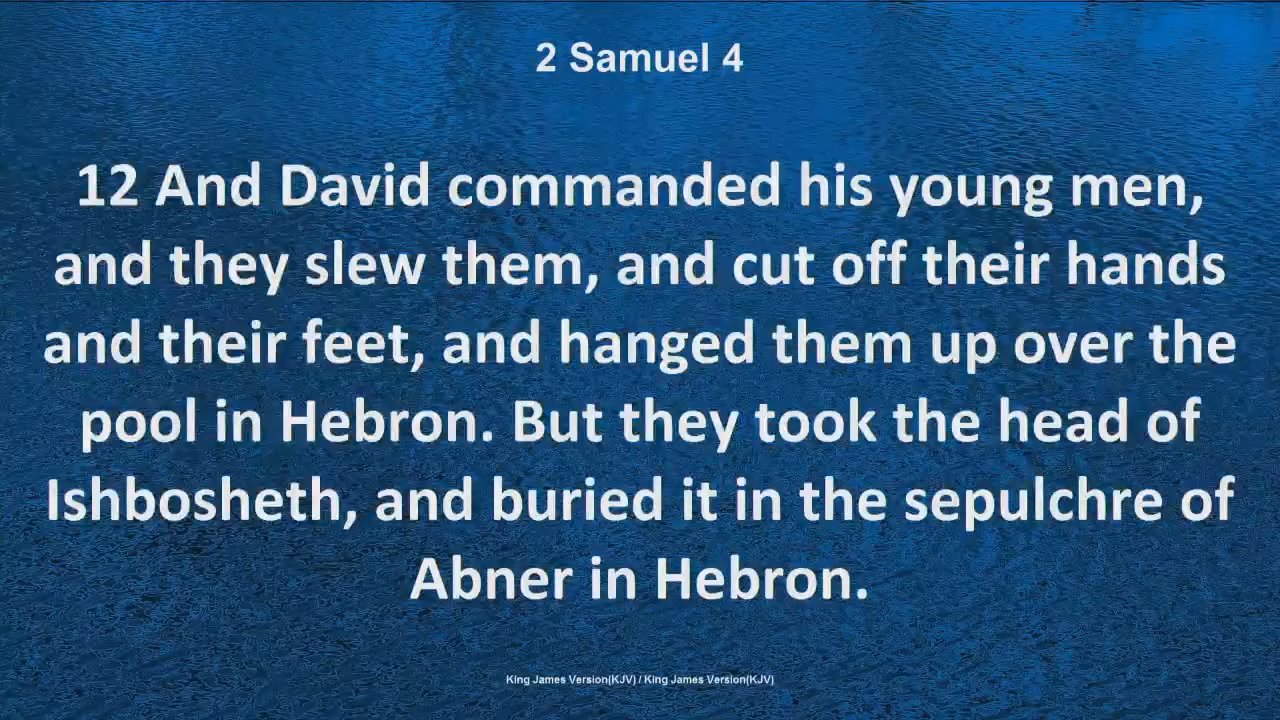 2 Samuel 4
12 And David commanded his young men,
and they slew them, and cut off their hands
and their feet, and hanged them up over the
pool in Hebron. But they took the head of
Ishbosheth, and buried it in the sepulchre of
Abner in Hebron.
King James Version(KJV) / King James Version(KJV)